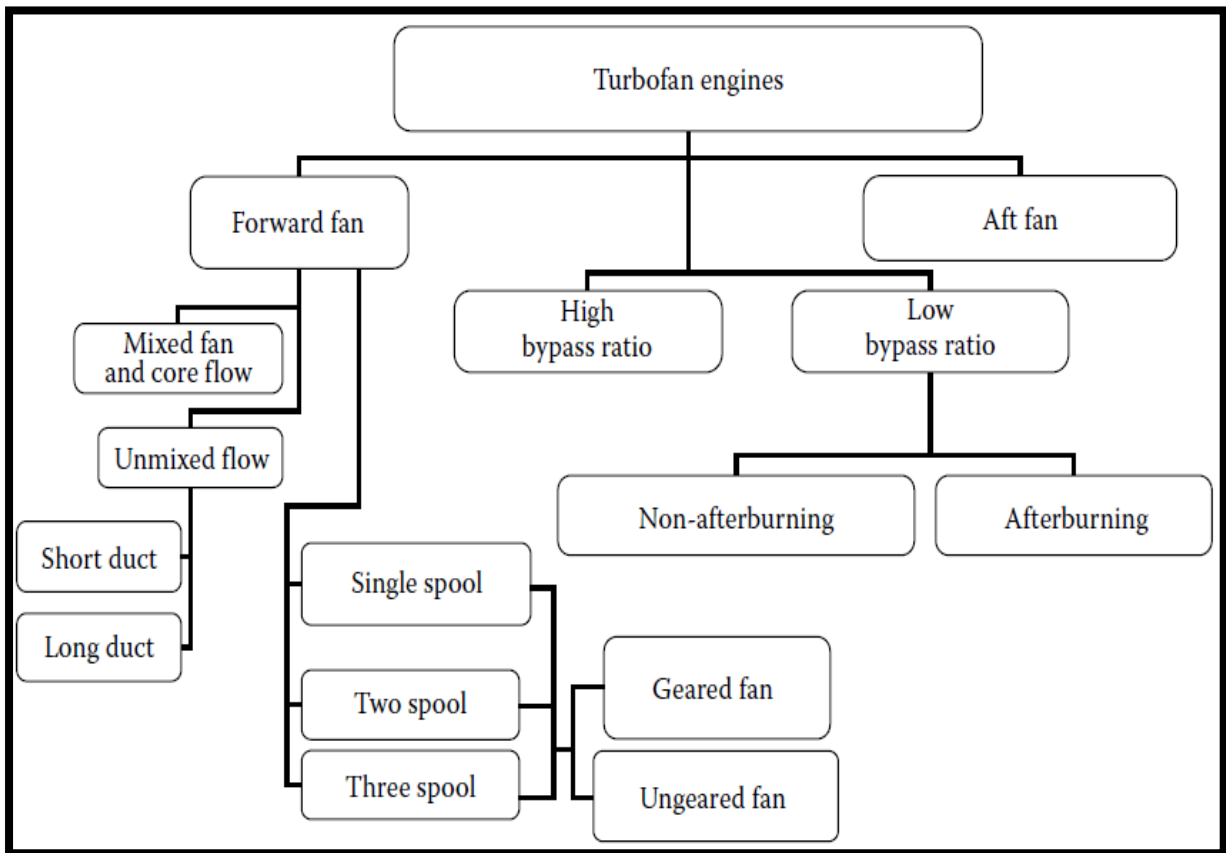 Turbofan engines
Forward fan
Aft fan
High
bypass ratio
Low
bypass ratio
Mixed fan
and core flow
Unmixed flow
Non-afterburning
Afterburning
Short duct
Long duct
Single spool
Two spool
Three spool
Geared fan
Ungeared fan